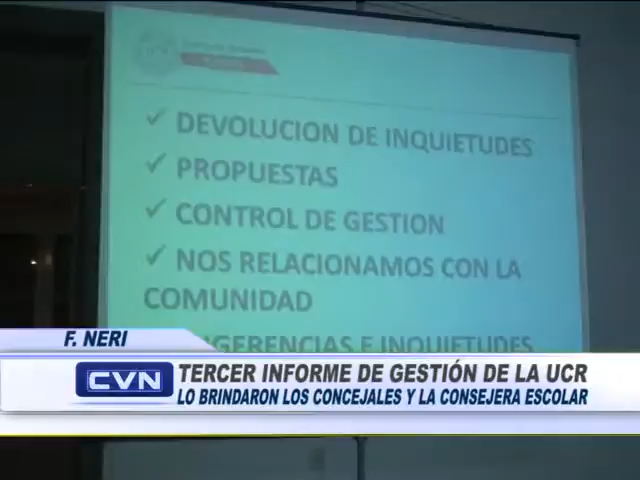 ✓ DEVOLUCION DE INQUIETUDES
✓ PROPUESTAS
✓ CONTROL DE GESTION
✓ NOS RELACIONAMOS CON LA
COMUNIDAD
E INQUIETUDES
F. NERI
CVN
TERCER INFORME DE GESTIÓN DE LA UCR
LO BRINDARON LOS CONCEJALES Y LA CONSEJERA ESCOLAR